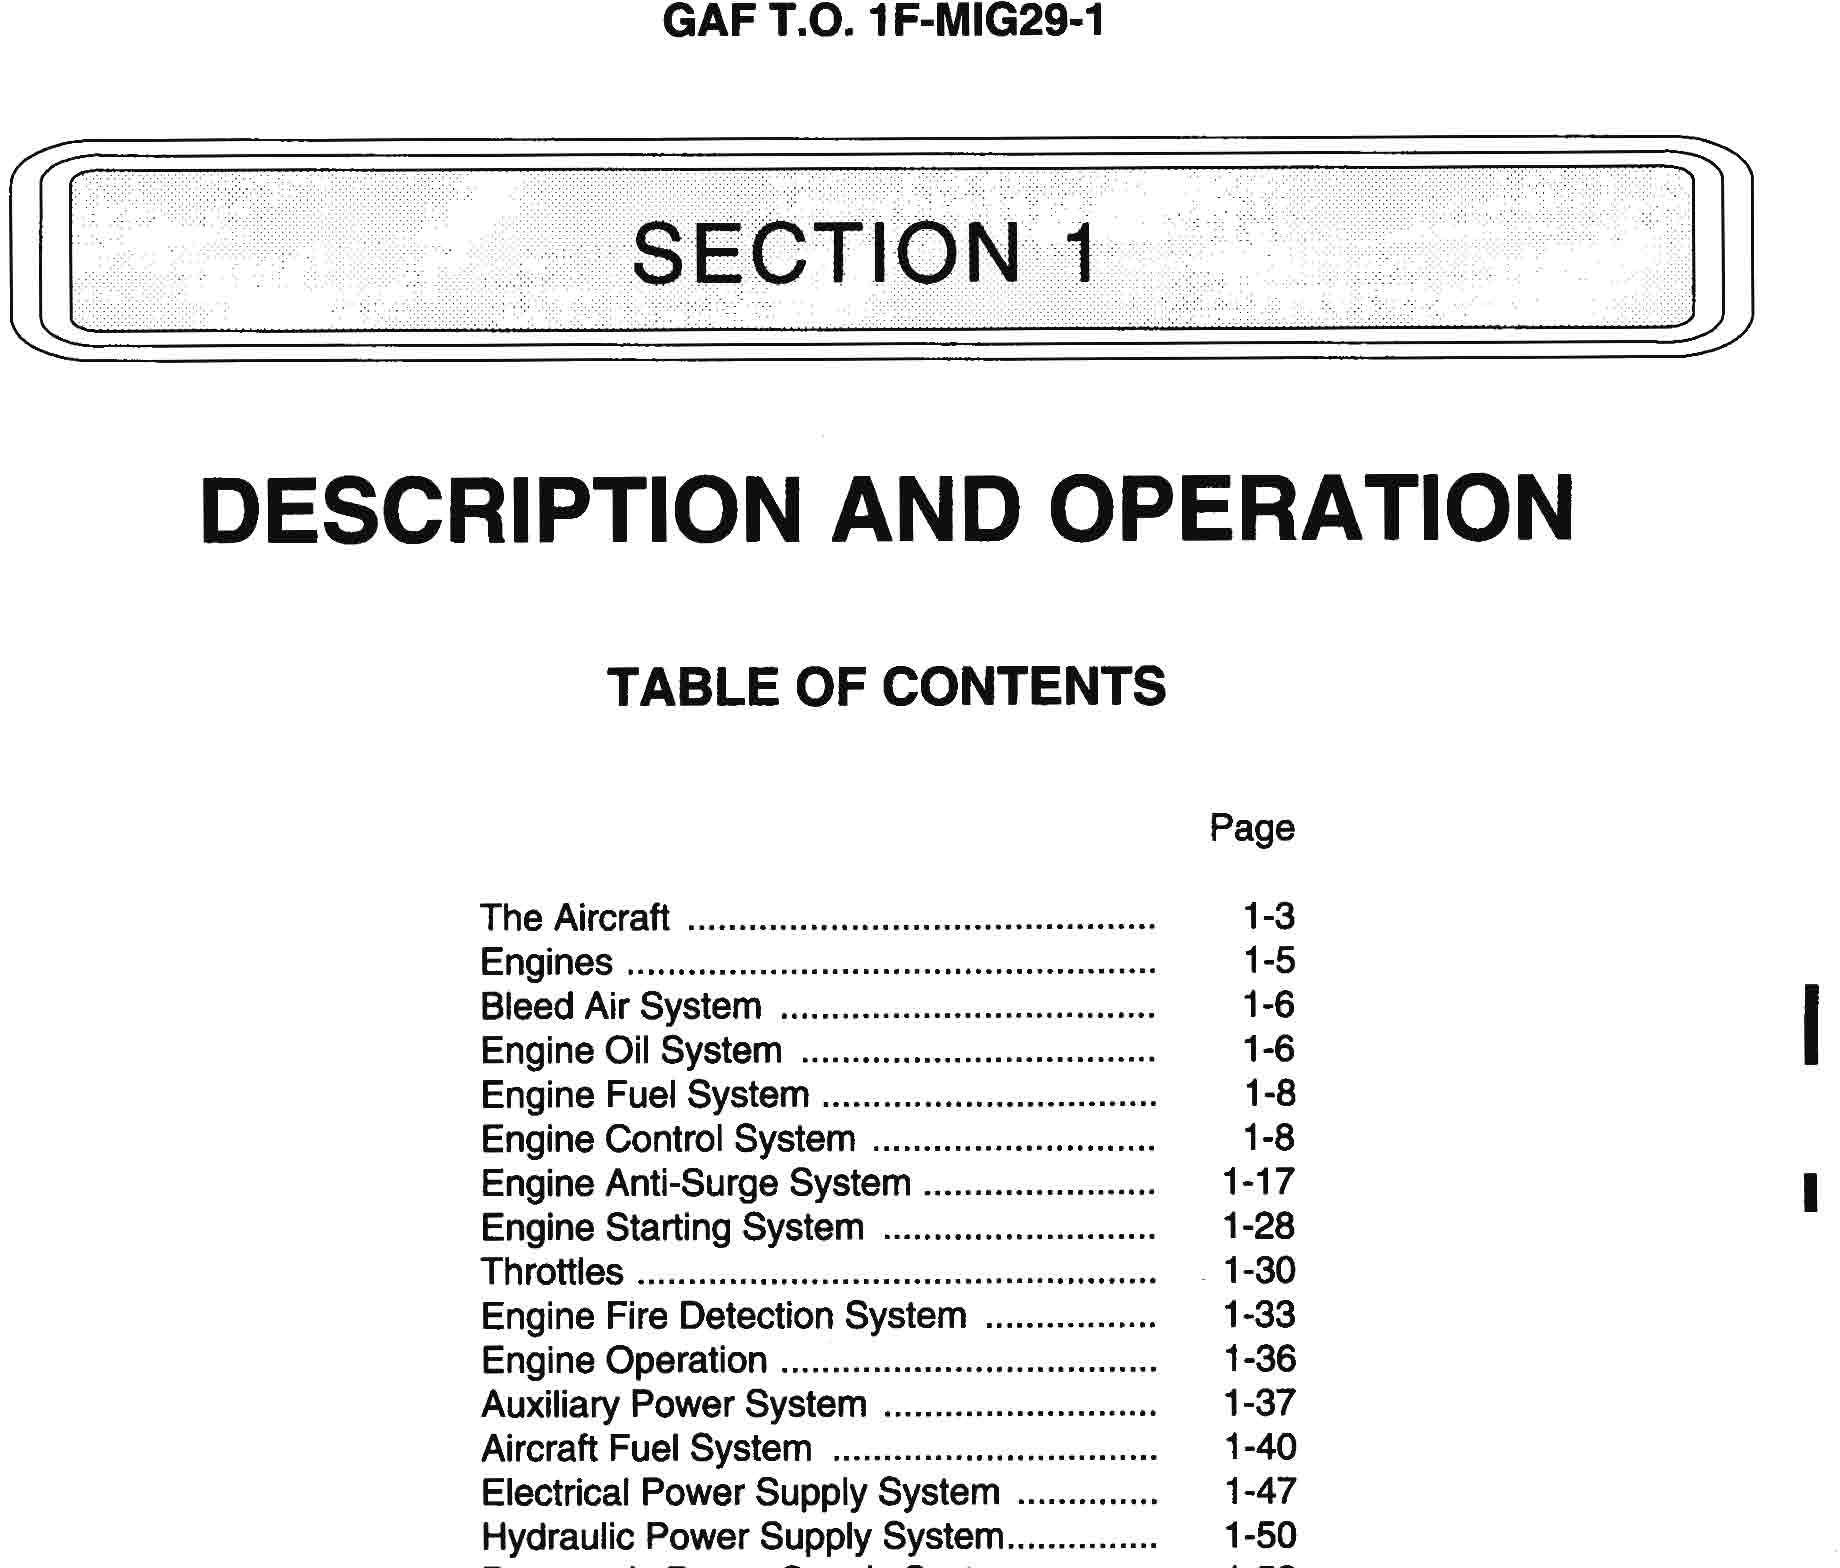 GAF T.O. 1F-MIG29-1
SECTION 1
DESCRIPTION AND OPERATION
TABLE OF CONTENTS
Page
The Aircraft ............................................. 1-3
Engines .................................................. 1-5
Bleed Air System .................................... 1-6
Engine Oil System .................................. 1-6
Engine Fuel System ................................ 1-8
Engine Control System ........................... 1-8
Engine Anti-Surge System ...................... 1-17
Engine Starting System .......................... 1-28
Throttles .................................................. 1-30
Engine Fire Detection System ................ 1-33
Engine Operation .................................... 1-36
Auxiliary Power System .......................... 1-37
Aircraft Fuel System ............................... 1-40
Electrical Power Supply System ............. 1-47
Hydraulic Power Supply System.............. 1-50